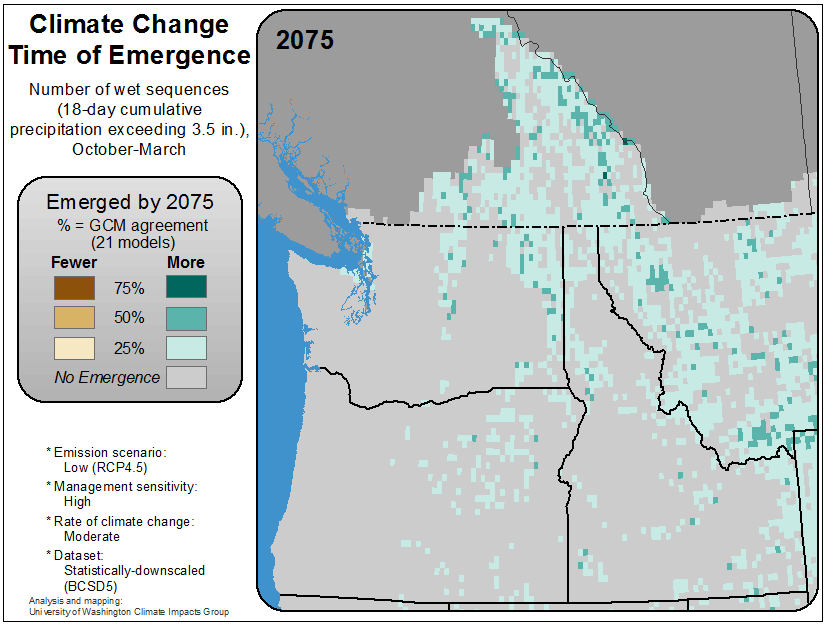 Climate Change
Time of Emergence
Number of wet sequences
(18-day cumulative
precipitation exceeding 3.5 in.),
October-March
2075
Emerged by 2075
% = GCM agreement
(21 models)
Fewer More
75%
50%
25%
No Emergence
* Emission scenario:
Low (RCP4.5)
* Management sensitivity:
High
* Rate of climate change:
Moderate
* Dataset:
Statistically-downscaled
(BCSD5)
Analysis and mapping:
University of Washington Climate Impacts Group